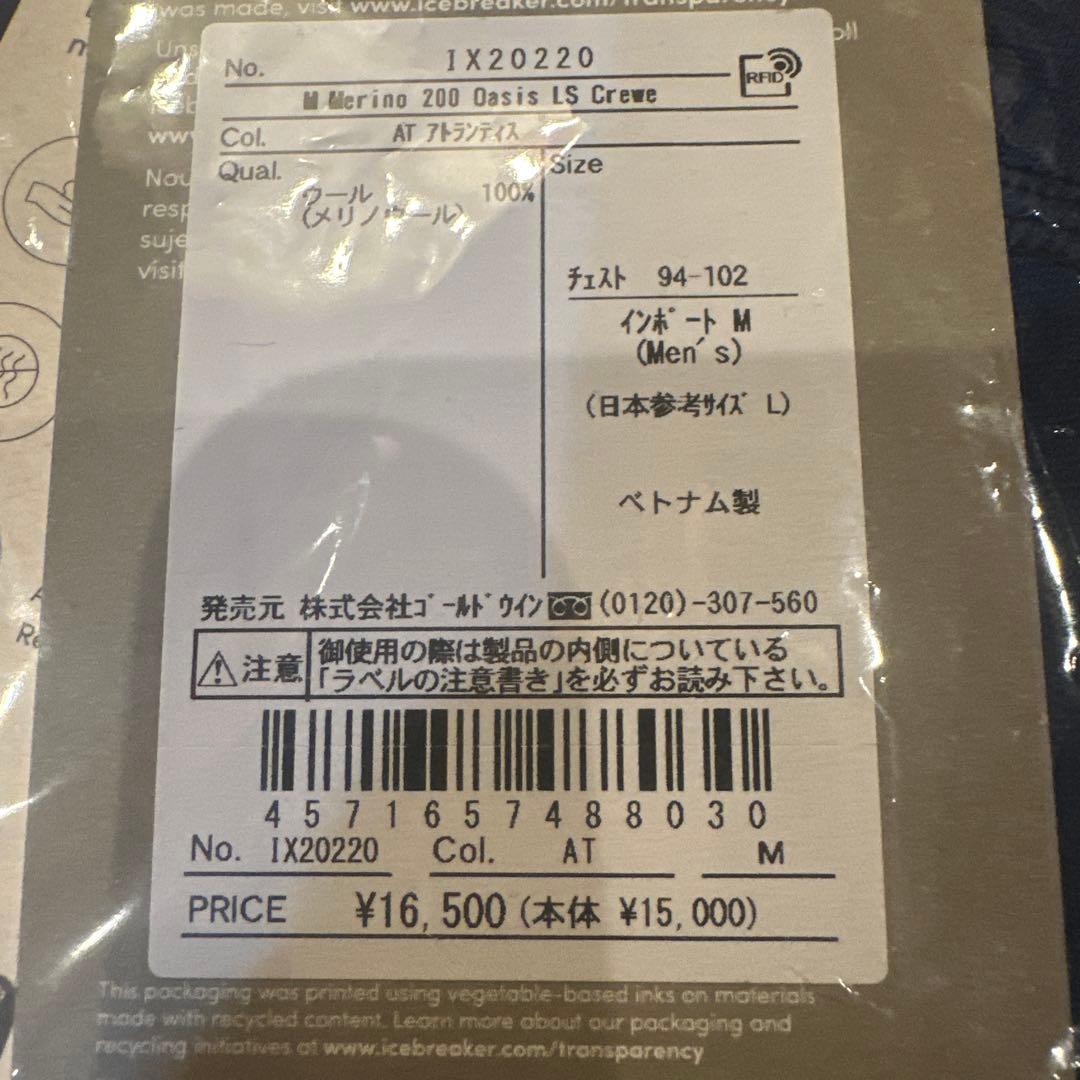 was made, visit www.icebreaker.com/transparency
No. IX20220
RFID
M Merino 200 Oasis LS Crewe
Col. AT アトランティス
Qual.
ウール 100%
(メリノウール)
Size
チェスト 94-102
インポート M
(Men's)
(日本参考サイズ L)
ベトナム製
発売元 株式会社ゴールドウイン (0120)-307-560
注意
御使用の際は製品の内側についている
「ラベルの注意書き」を必ずお読み下さい。
4571657488030
No. IX20220 Col. AT M
PRICE ¥16,500 (本体 ¥15,000)
This packaging was printed using vegetable-based inks on materials
made with recycled content. Learn more about our packaging and
recycling initiatives at www.icebreaker.com/transparency